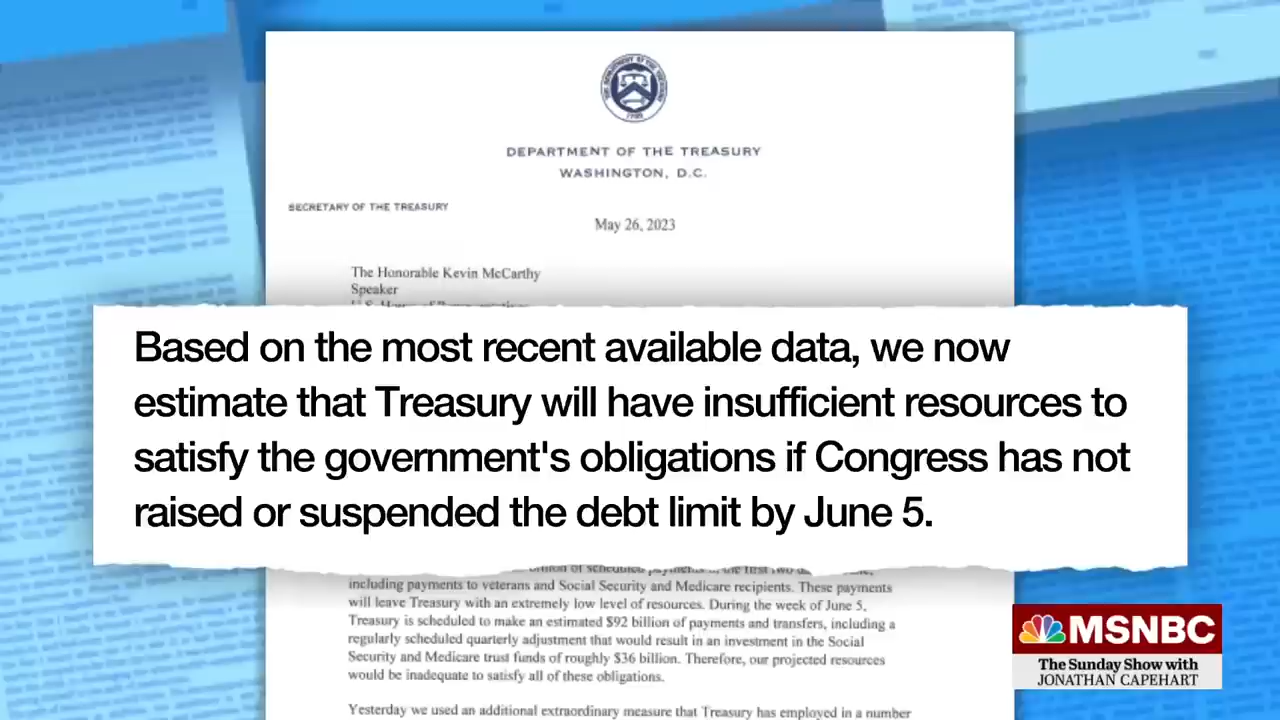 DEPARTMENT OF THE TREASURY
WASHINGTON, D.C.
SECRETARY OF THE TREASURY
May 26, 2023
The Honorable Kevin McCarthy
Speaker
Based on the most recent available data, we now
estimate that Treasury will have insufficient resources to
satisfy the government's obligations if Congress has not
raised or suspended the debt limit by June 5.
of scheduled payments in the first two
including payments to veterans and Social Security and Medicare recipients. These payments
will leave Treasury with an extremely low level of resources. During the week of June 5,
Treasury is scheduled to make an estimated $92 billion of payments and transfers, including a
regularly scheduled quarterly adjustment that would result in an investment in the Social
Security and Medicare trust funds of roughly $36 billion. Therefore, our projected resources
would be inadequate to satisfy all of these obligations.
Yesterday we used an additional extraordinary measure that Treasury has employed in a number
MSNBC
The Sunday Show with
JONATHAN CAPEHART